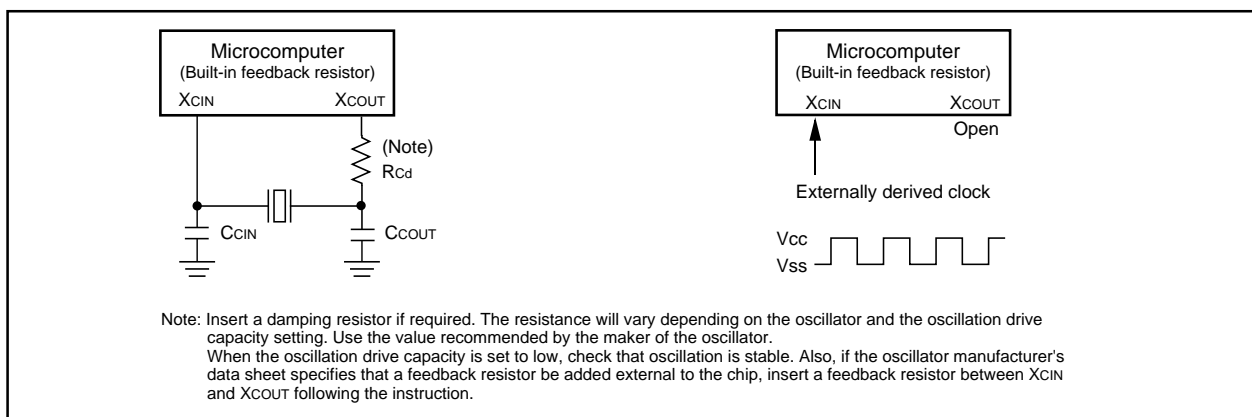 Microcomputer
(Built-in feedback resistor)
XCIN XCOUT
(Note)
RCd
CCIN CCOUT
Microcomputer
(Built-in feedback resistor)
XCIN XCOUT
Open
Externally derived clock
Vcc
Vss
Note: Insert a damping resistor if required. The resistance will vary depending on the oscillator and the oscillation drive
capacity setting. Use the value recommended by the maker of the oscillator.
When the oscillation drive capacity is set to low, check that oscillation is stable. Also, if the oscillator manufacturer's
data sheet specifies that a feedback resistor be added external to the chip, insert a feedback resistor between XCIN
and XCOUT following the instruction.